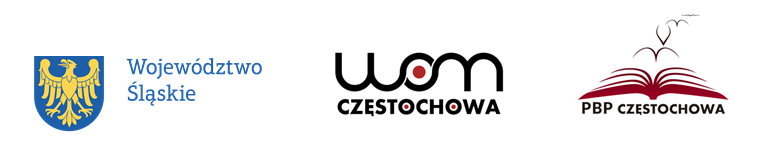 Województwo
Śląskie
WOM
CZĘSTOCHOWA
PBP CZĘSTOCHOWA